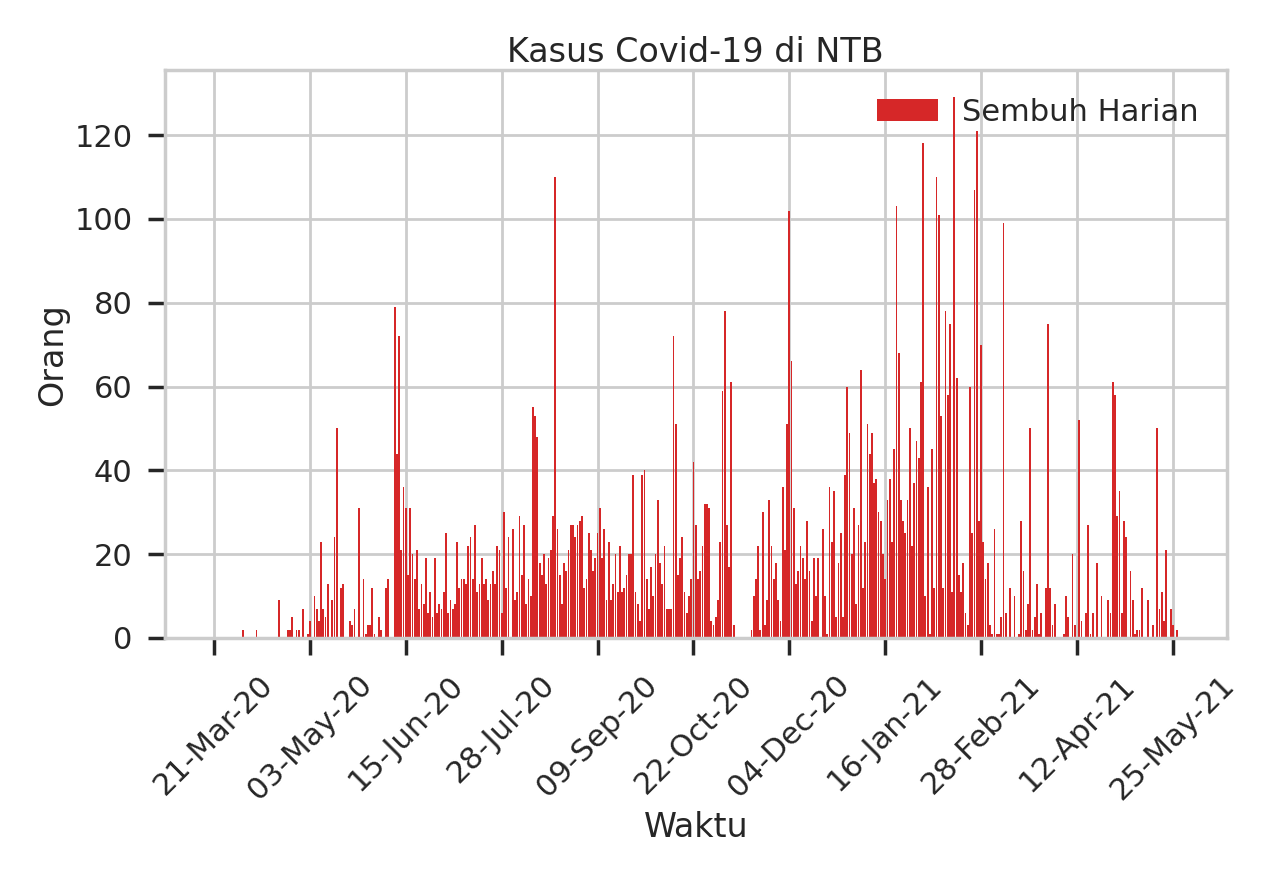 Kasus Covid-19 di NTB
Sembuh Harian
Orang
120
100
80
60
40
20
0
21-Mar-20
03-May-20
15-Jun-20
28-Jul-20
09-Sep-20
22-Oct-20
04-Dec-20
16-Jan-21
28-Feb-21
12-Apr-21
25-May-21
Waktu